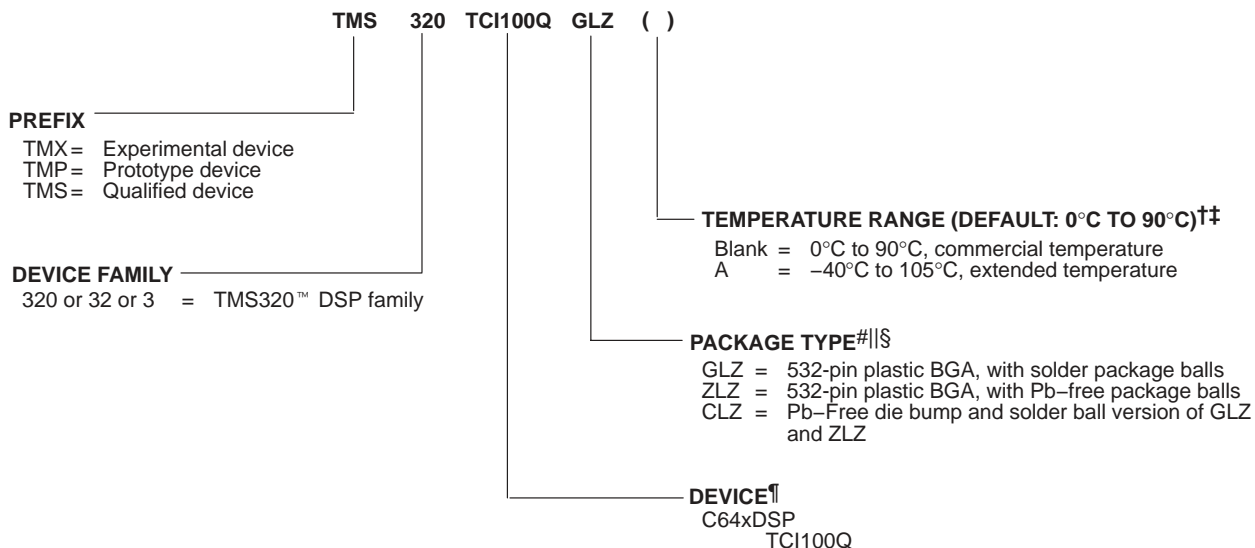 TMS 320 TCI100Q GLZ ( )
PREFIX
TMX = Experimental device
TMP = Prototype device
TMS = Qualified device
TEMPERATURE RANGE (DEFAULT: 0°C TO 90°C)†‡
Blank = 0°C to 90°C, commercial temperature
A = −40°C to 105°C, extended temperature
DEVICE FAMILY
320 or 32 or 3 = TMS320™ DSP family
PACKAGE TYPE#||§
GLZ = 532-pin plastic BGA, with solder package balls
ZLZ = 532-pin plastic BGA, with Pb−free package balls
CLZ = Pb−Free die bump and solder ball version of GLZ
and ZLZ
DEVICE¶
C64xDSP
TCI100Q